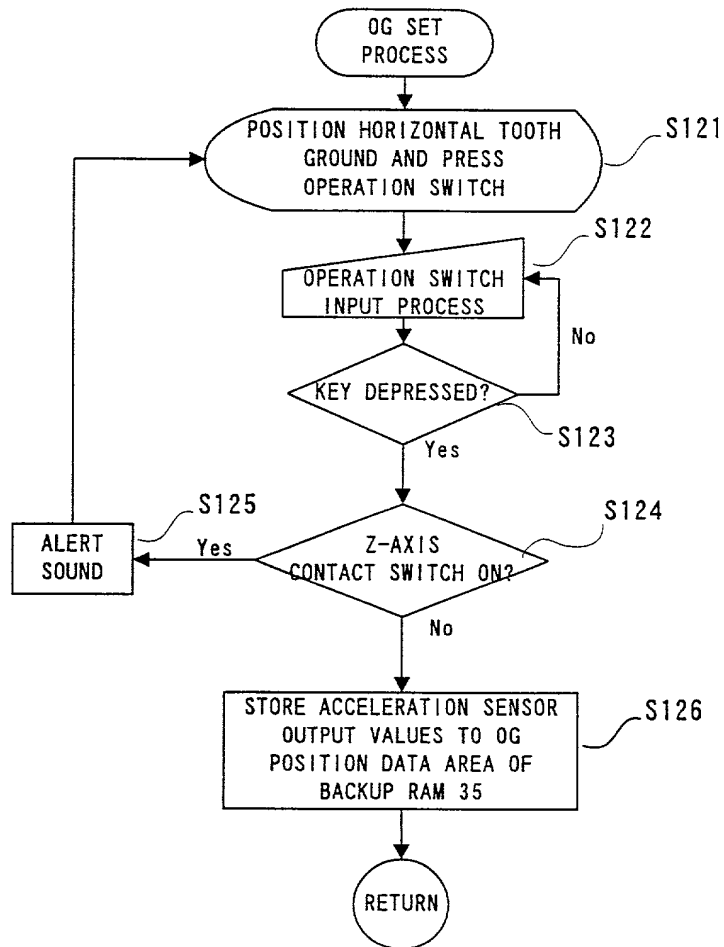 OG SET
PROCESS
POSITION HORIZONTAL TOOTH
GROUND AND PRESS
OPERATION SWITCH
S121
S122
OPERATION SWITCH
INPUT PROCESS
No
KEY DEPRESSED?
S123
Yes
S125
S124
ALERT
SOUND
Yes
Z-AXIS
CONTACT SWITCH ON?
No
STORE ACCELERATION SENSOR
OUTPUT VALUES TO OG
POSITION DATA AREA OF
BACKUP RAM 35
S126
RETURN